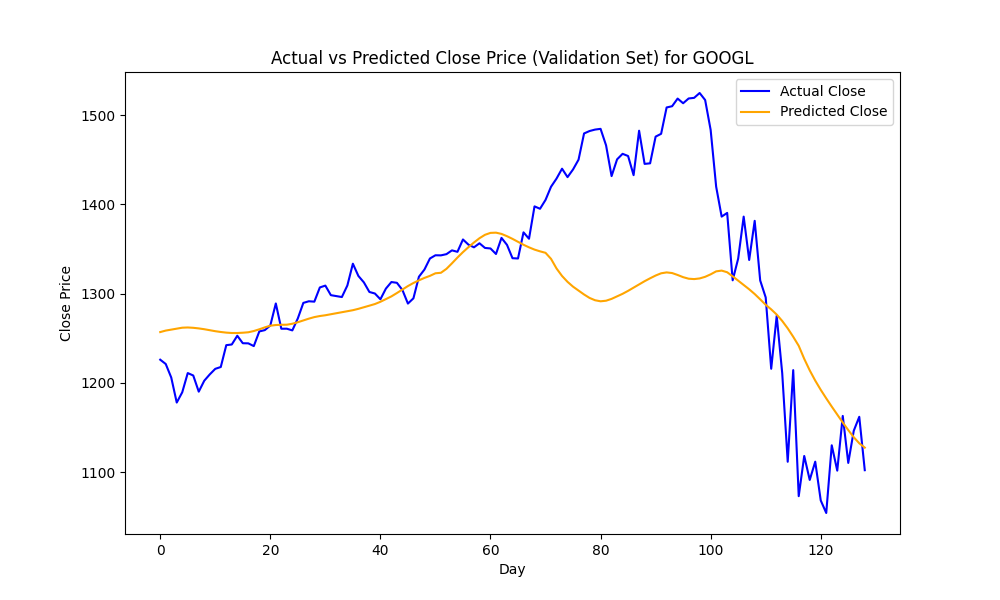 Actual vs Predicted Close Price (Validation Set) for GOOGL
Actual Close
Predicted Close
Close Price
1500
1400
1300
1200
1100
0 20 40 60 80 100 120
Day